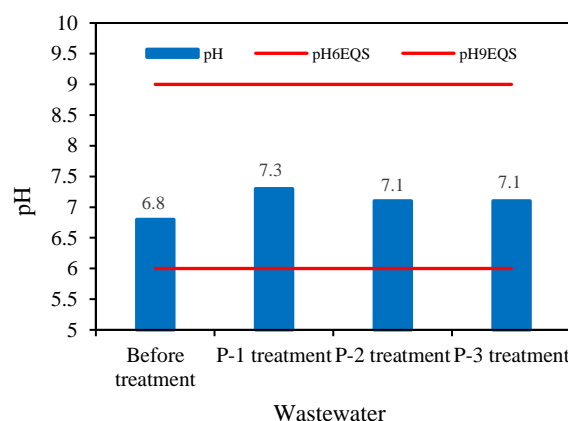 10
9.5
9
8.5
8
7.5
7
6.5
6
5.5
5
pH
pH pH6EQS pH9EQS
6.8
7.3
7.1
7.1
Before treatment
P-1 treatment
P-2 treatment
P-3 treatment
Wastewater